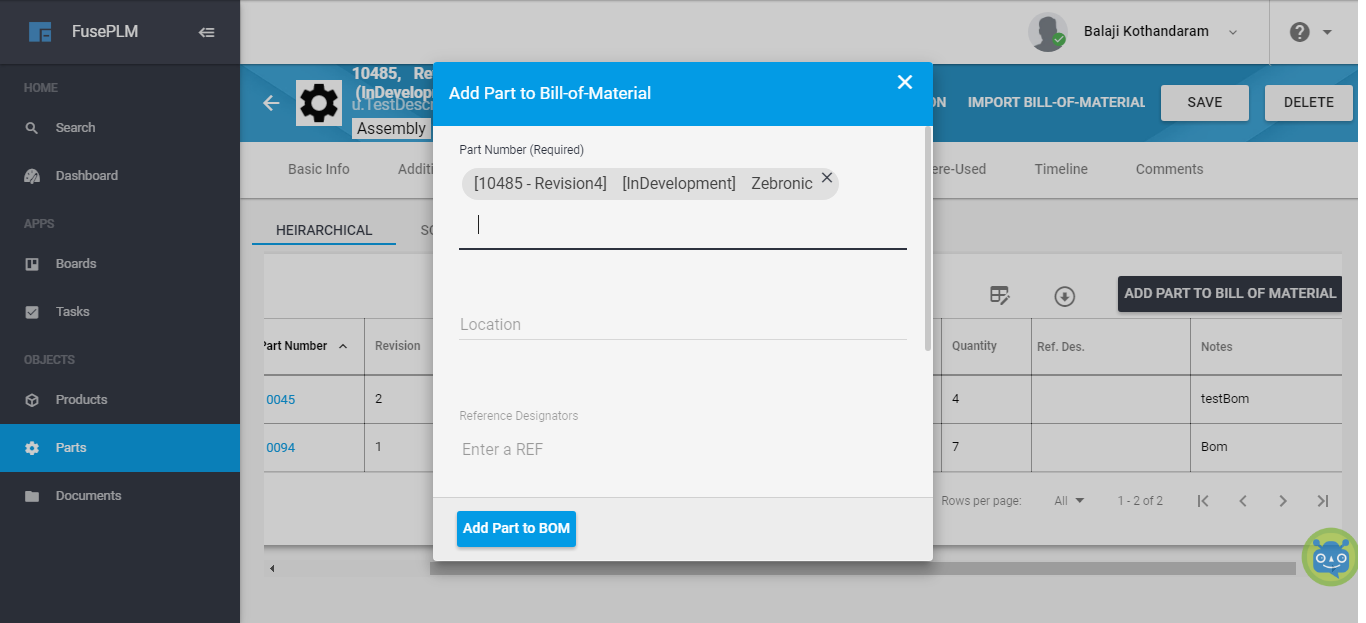 FusePLM
Balaji Kothandaram
HOME
Search
Dashboard
APPS
Boards
Tasks
OBJECTS
Products
Parts
Documents
10485, Re
(InDevelop
u.TestDescr
Assembly
ON
IMPORT BILL-OF-MATERIAL
SAVE
DELETE
Basic Info
Additi
ere-Used
Timeline
Comments
HEIRARCHICAL
SC
ADD PART TO BILL OF MATERIAL
Part Number
Revision
Quantity
Ref. Des.
Notes
0045
2
4
testBom
0094
1
7
Bom
Rows per page:
All
1 - 2 of 2
Add Part to Bill-of-Material
Part Number (Required)
[10485 - Revision4] [InDevelopment] Zebronic
Location
Reference Designators
Enter a REF
Add Part to BOM